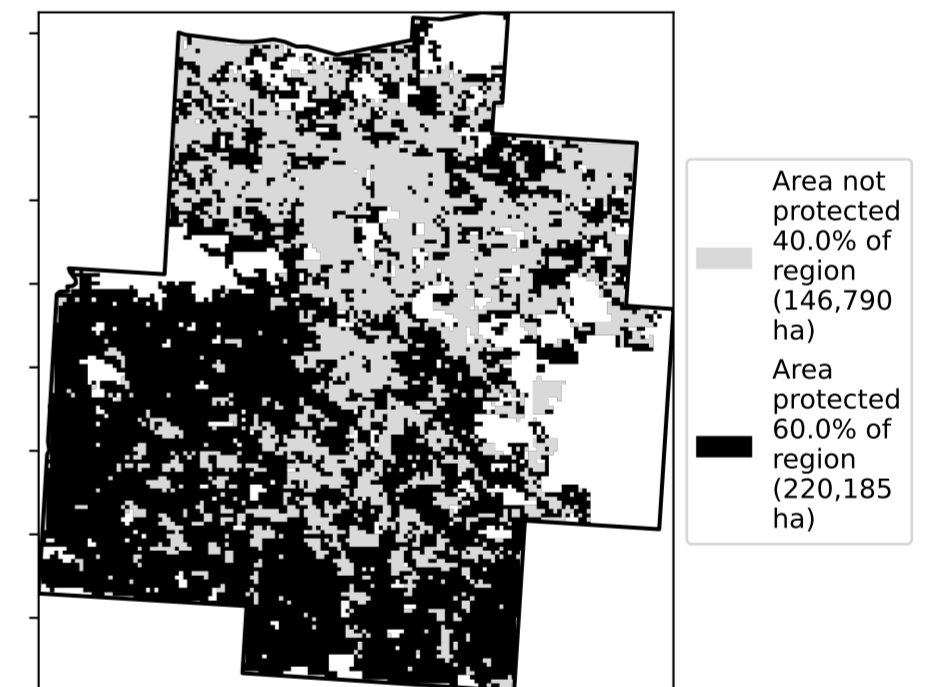 Area not
protected
40.0% of
region
(146,790
ha)
Area
protected
60.0% of
region
(220,185
ha)